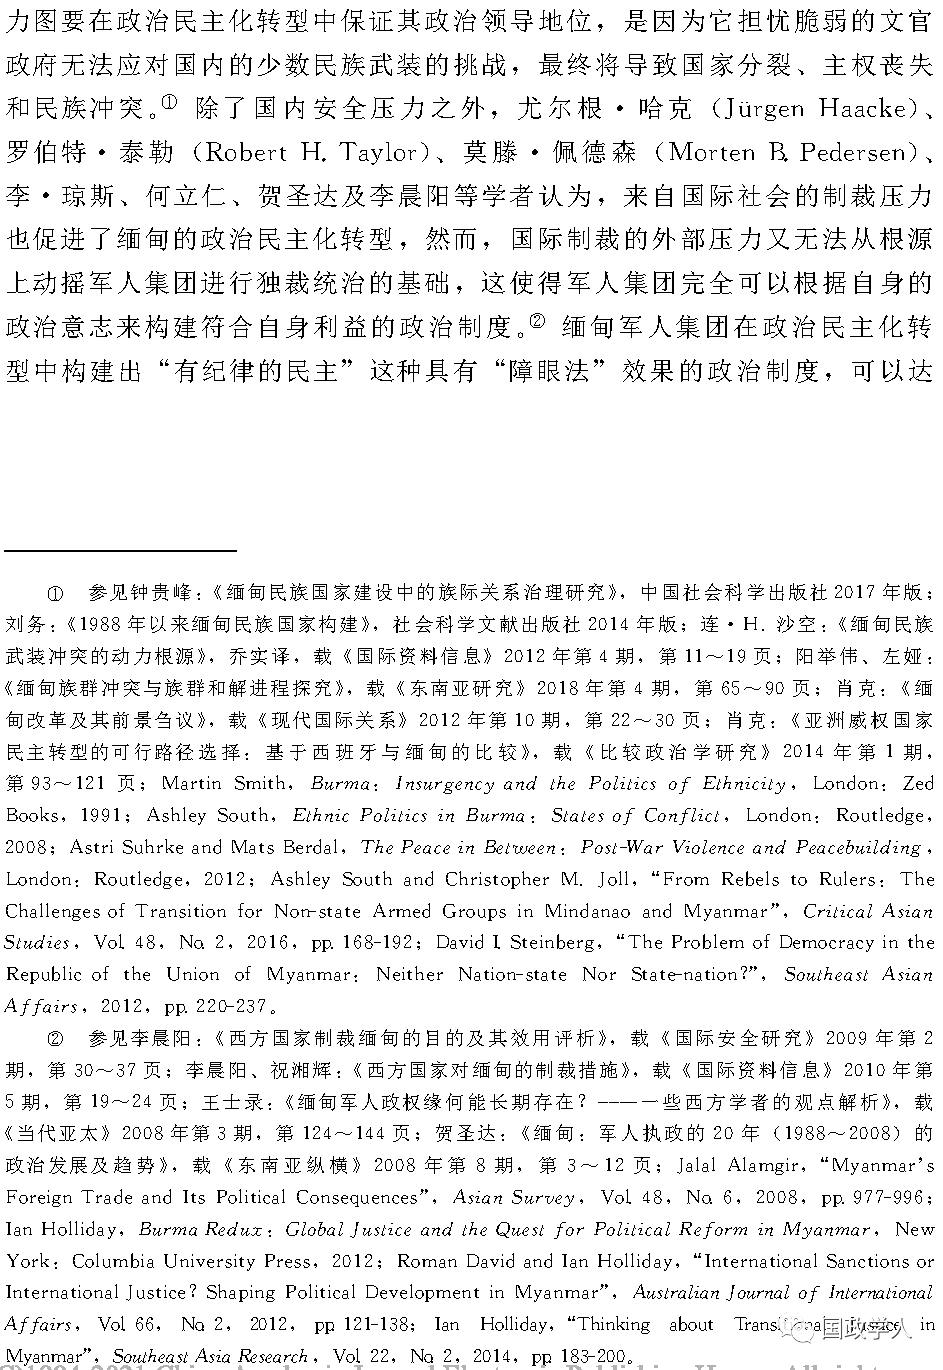 力图要在政治民主化转型中保证其政治领导地位，是因为它担忧脆弱的文官
政府无法应对国内的少数民族武装的挑战，最终将导致国家分裂、主权丧失
和民族冲突。① 除了国内安全压力之外，尤尔根·哈克（Jürgen Haacke）、
罗伯特·泰勒（Robert H. Taylor）、莫滕·佩德森（Morten B. Pedersen）、
李·琼斯、何立仁、贺圣达及李晨阳等学者认为，来自国际社会的制裁压力
也促进了缅甸的政治民主化转型，然而，国际制裁的外部压力又无法从根源
上动摇军人集团进行独裁统治的基础，这使得军人集团完全可以根据自身的
政治意志来构建符合自身利益的政治制度。② 缅甸军人集团在政治民主化转
型中构建出“有纪律的民主”这种具有“障眼法”效果的政治制度，可以达
① 参见钟贵峰：《缅甸民族国家建设中的族际关系治理研究》，中国社会科学出版社 2017 年版；
刘务：《1988 年以来缅甸民族国家构建》，社会科学文献出版社 2014 年版；连·H. 沙空：《缅甸民族
武装冲突的动力根源》，乔实译，载《国际资料信息》2012 年第 4 期，第 11～19 页；阳举伟、左娅：
《缅甸族群冲突与族群和解进程探究》，载《东南亚研究》2018 年第 4 期，第 65～90 页；肖克：《缅
甸改革及其前景刍议》，载《现代国际关系》2012 年第 10 期，第 22～30 页；肖克：《亚洲威权国家
民主转型的可行路径选择：基于西班牙与缅甸的比较》，载《比较政治学研究》2014 年第 1 期，
第 93～121 页；Martin Smith, Burma: Insurgency and the Politics of Ethnicity, London: Zed
Books, 1991; Ashley South, Ethnic Politics in Burma: States of Conflict, London: Routledge,
2008; Astri Suhrke and Mats Berdal, The Peace in Between: Post-War Violence and Peacebuilding,
London: Routledge, 2012; Ashley South and Christopher M. Joll, “From Rebels to Rulers: The
Challenges of Transition for Non-state Armed Groups in Mindanao and Myanmar”, Critical Asian
Studies, Vol. 48, No. 2, 2016, pp. 168-192; David I. Steinberg, “The Problem of Democracy in the
Republic of the Union of Myanmar: Neither Nation-state Nor State-nation?”, Southeast Asian
Affairs, 2012, pp. 220-237。
② 参见李晨阳：《西方国家制裁缅甸的目的及其效用评析》，载《国际安全研究》2009 年第 2
期，第 30～37 页；李晨阳、祝湘辉：《西方国家对缅甸的制裁措施》，载《国际资料信息》2010 年第
5 期，第 19～24 页；王士录：《缅甸军人政权缘何能长期存在？——一些西方学者的观点解析》，载
《当代亚太》2008 年第 3 期，第 124～144 页；贺圣达：《缅甸：军人执政的 20 年（1988～2008）的
政治发展及趋势》，载《东南亚纵横》2008 年第 8 期，第 3～12 页；Jalal Alamgir, “Myanmar's
Foreign Trade and Its Political Consequences”, Asian Survey, Vol. 48, No. 6, 2008, pp. 977-996;
Ian Holliday, Burma Redux: Global Justice and the Quest for Political Reform in Myanmar, New
York: Columbia University Press, 2012; Roman David and Ian Holliday, “International Sanctions or
International Justice? Shaping Political Development in Myanmar”, Australian Journal of International
Affairs, Vol. 66, No. 2, 2012, pp. 121-138; Ian Holliday, “Thinking about Transitional Justice in
Myanmar”, Southeast Asia Research, Vol. 22, No. 2, 2014, pp. 183-200。
国政学人